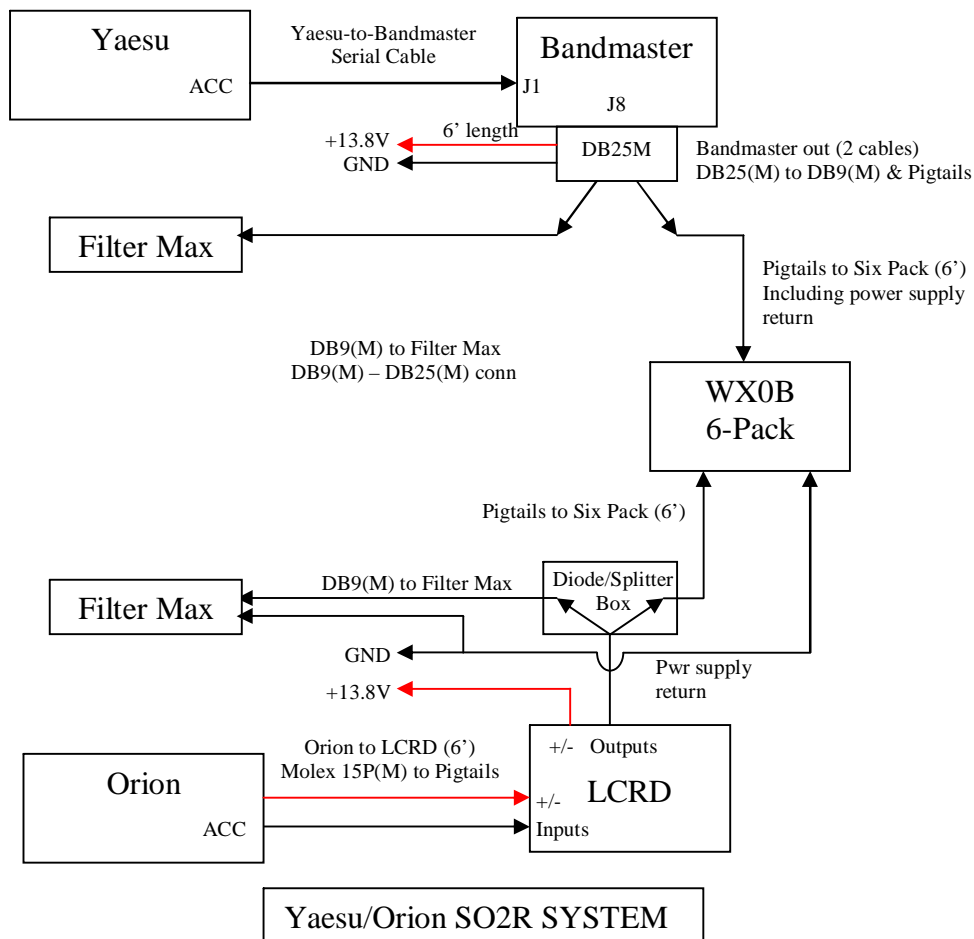 Yaesu
ACC
Yaesu-to-Bandmaster
Serial Cable
Bandmaster
J1
J8
+13.8V
6’ length
GND
DB25M
Bandmaster out (2 cables)
DB25(M) to DB9(M) & Pigtails
Filter Max
Pigtails to Six Pack (6’)
Including power supply
return
DB9(M) to Filter Max
DB9(M) – DB25(M) conn
WX0B
6-Pack
Pigtails to Six Pack (6’)
DB9(M) to Filter Max
Diode/Splitter
Box
Filter Max
GND
Pwr supply
return
+13.8V
Orion to LCRD (6’)
Molex 15P(M) to Pigtails
+/- Outputs
Orion
LCRD
+/-
ACC
Inputs
Yaesu/Orion SO2R SYSTEM